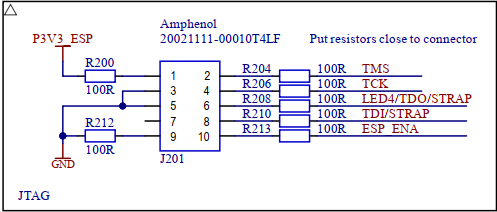 Amphenol
P3V3_ESP 20021111-00010T4LF Put resistors close to connector
R200 1 2 R204 100R TMS
100R 3 4 R206 100R TCK
5 6 R208 100R LED4/TDO/STRAP
R212 7 8 R210 100R TDI/STRAP
9 10 R213 100R ESP_ENA
100R
GND J201
JTAG